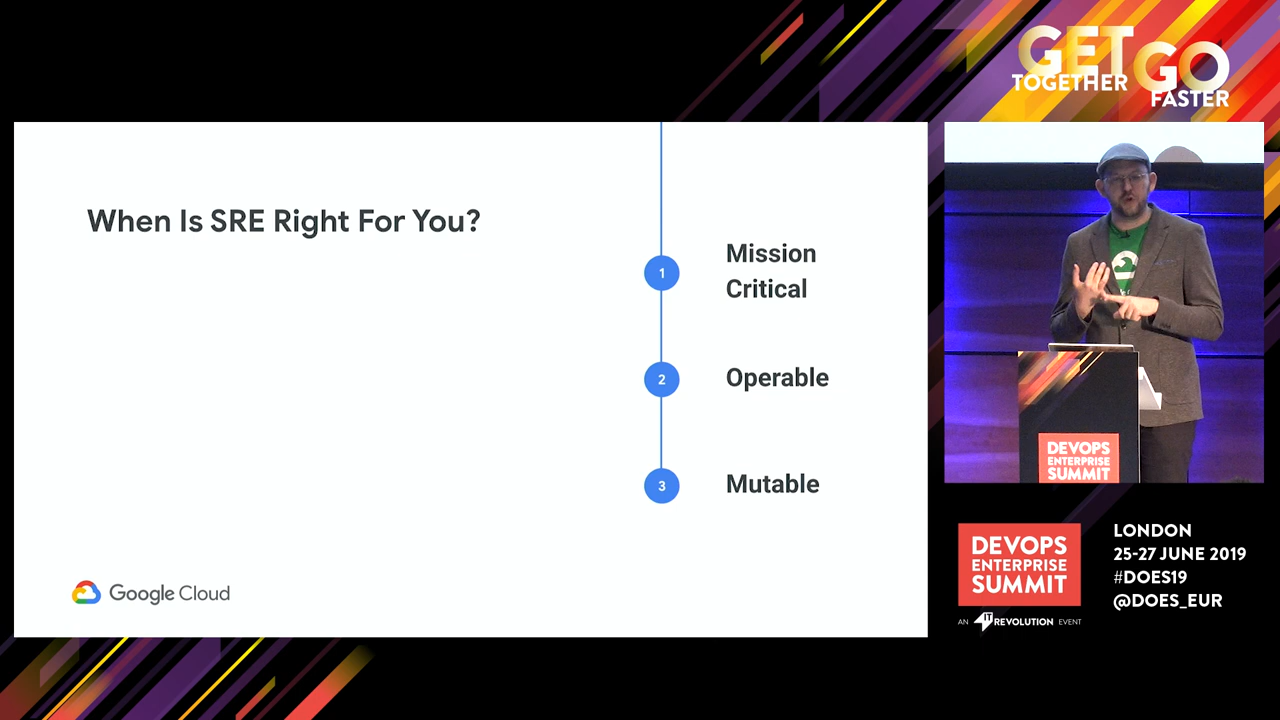 GET
TOGETHER
GO
FASTER
When Is SRE Right For You?
1
Mission
Critical
2
Operable
3
Mutable
Google Cloud
DEVOPS
ENTERPRISE
SUMMIT
DEVOPS
ENTERPRISE
SUMMIT
AN IT REVOLUTION EVENT
LONDON
25-27 JUNE 2019
#DOES19
@DOES_EUR